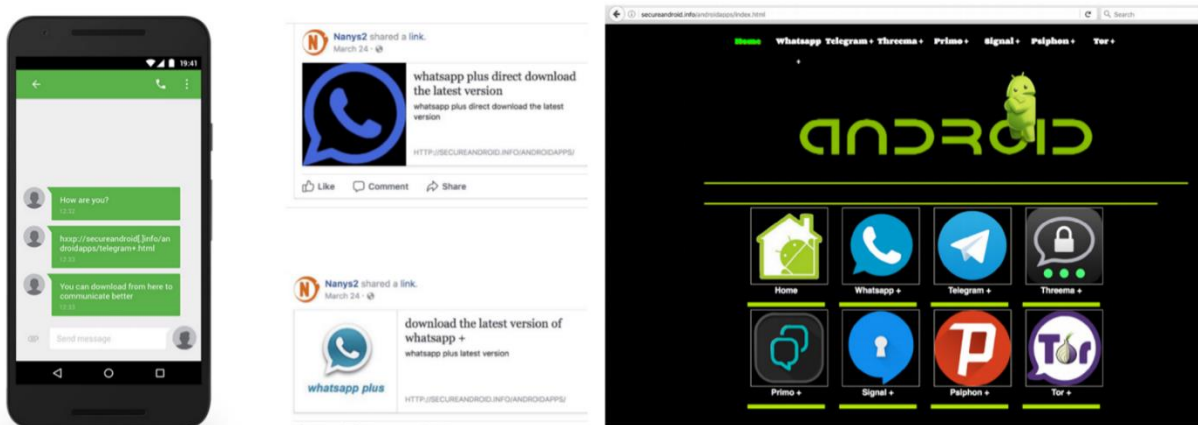 19:41
How are you?
12:32
hxxp://secureandroid[.]info/an
droidapps/telegram+.html
12:33
You can download from here to
communicate better
12:33
GIF
Send message
Nanys2 shared a link.
March 24
whatsapp plus direct download
the latest version
whatsapp plus direct download the latest
version
HTTP://SECUREANDROID.INFO/ANDROIDAPPS/
Like Comment Share
Nanys2 shared a link.
March 24
whatsapp plus
download the latest version of
whatsapp +
whatsapp plus latest version
HTTP://SECUREANDROID.INFO/ANDROIDAPPS/
secureandroid.info/androidapps/index.html
Search
Home Whatsapp Telegram + Threema + Primo + Signal + Psiphon + Tor +
+
ANDROID
Home Whatsapp + Telegram + Threema +
P
Tor
Primo + Signal + Psiphon + Tor +